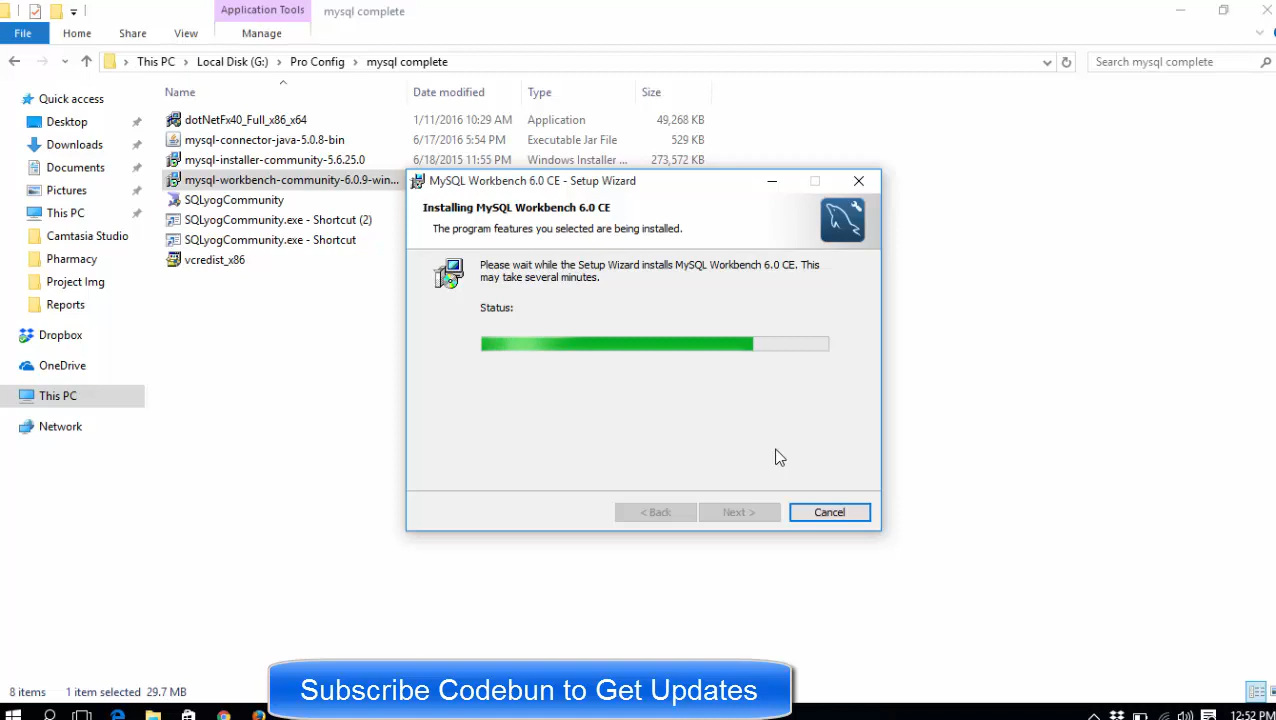 Application Tools
mysql complete
File
Home
Share
View
Manage
This PC
Local Disk (G:)
Pro Config
mysql complete
Search mysql complete
Quick access
Desktop
Downloads
Documents
Pictures
This PC
Camtasia Studio
Pharmacy
Project Img
Reports
Dropbox
OneDrive
This PC
Network
Name
Date modified
Type
Size
dotNetFx40_Full_x86_x64
1/11/2016 10:29 AM
Application
49,268 KB
mysql-connector-java-5.0.8-bin
6/17/2016 5:54 PM
Executable Jar File
529 KB
mysql-installer-community-5.6.25.0
6/18/2015 11:55 PM
Windows Installer ...
273,572 KB
mysql-workbench-community-6.0.9-win...
SQLyogCommunity
SQLyogCommunity.exe - Shortcut (2)
SQLyogCommunity.exe - Shortcut
vcredist_x86
MySQL Workbench 6.0 CE - Setup Wizard
Installing MySQL Workbench 6.0 CE
The program features you selected are being installed.
Please wait while the Setup Wizard installs MySQL Workbench 6.0 CE. This
may take several minutes.
Status:
< Back
Next >
Cancel
8 items
1 item selected 29.7 MB
Subscribe Codebun to Get Updates
12:52 PM